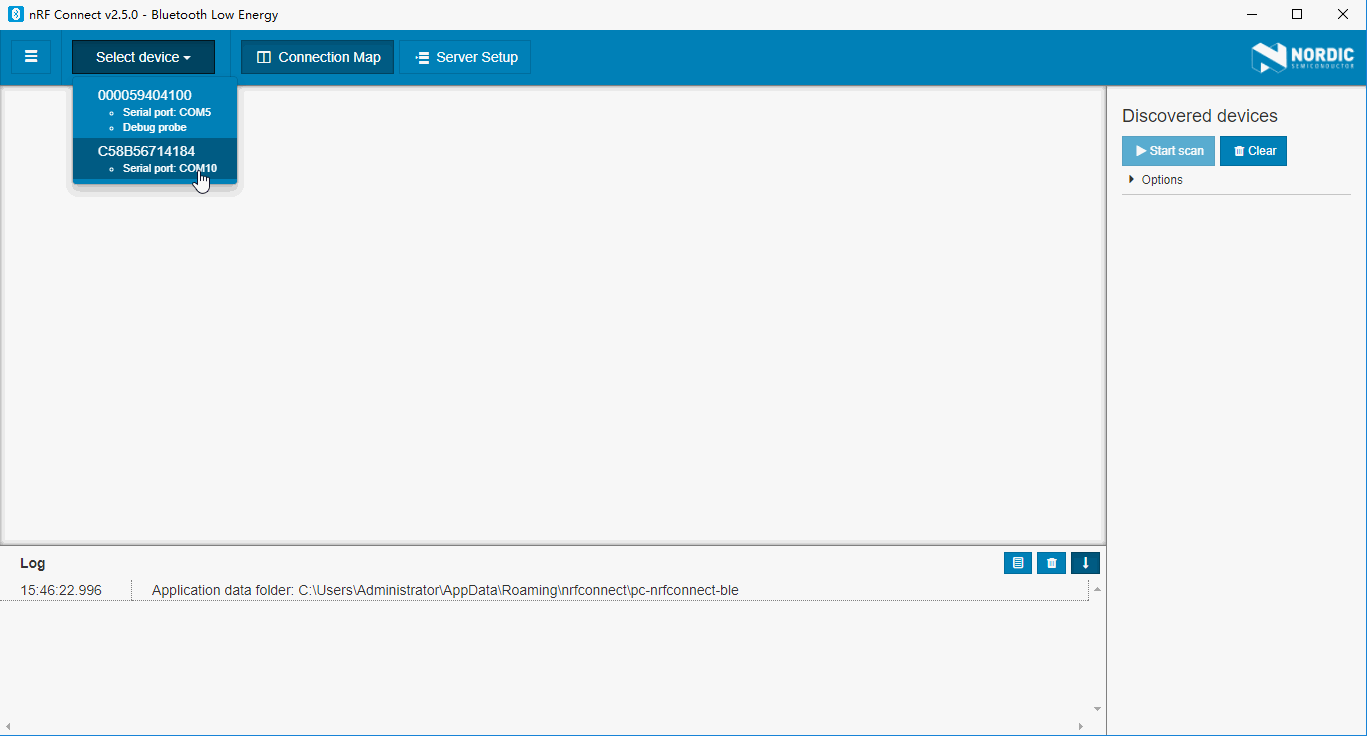 nRF Connect v2.5.0 - Bluetooth Low Energy
Select device
Connection Map
Server Setup
NORDIC
SEMICONDUCTOR
000059404100
Serial port: COM5
Debug probe
C58B56714184
Serial port: COM10
Discovered devices
Start scan
Clear
Options
Log
15:46:22.996
Application data folder: C:\Users\Administrator\AppData\Roaming\nrfconnect\pc-nrfconnect-ble